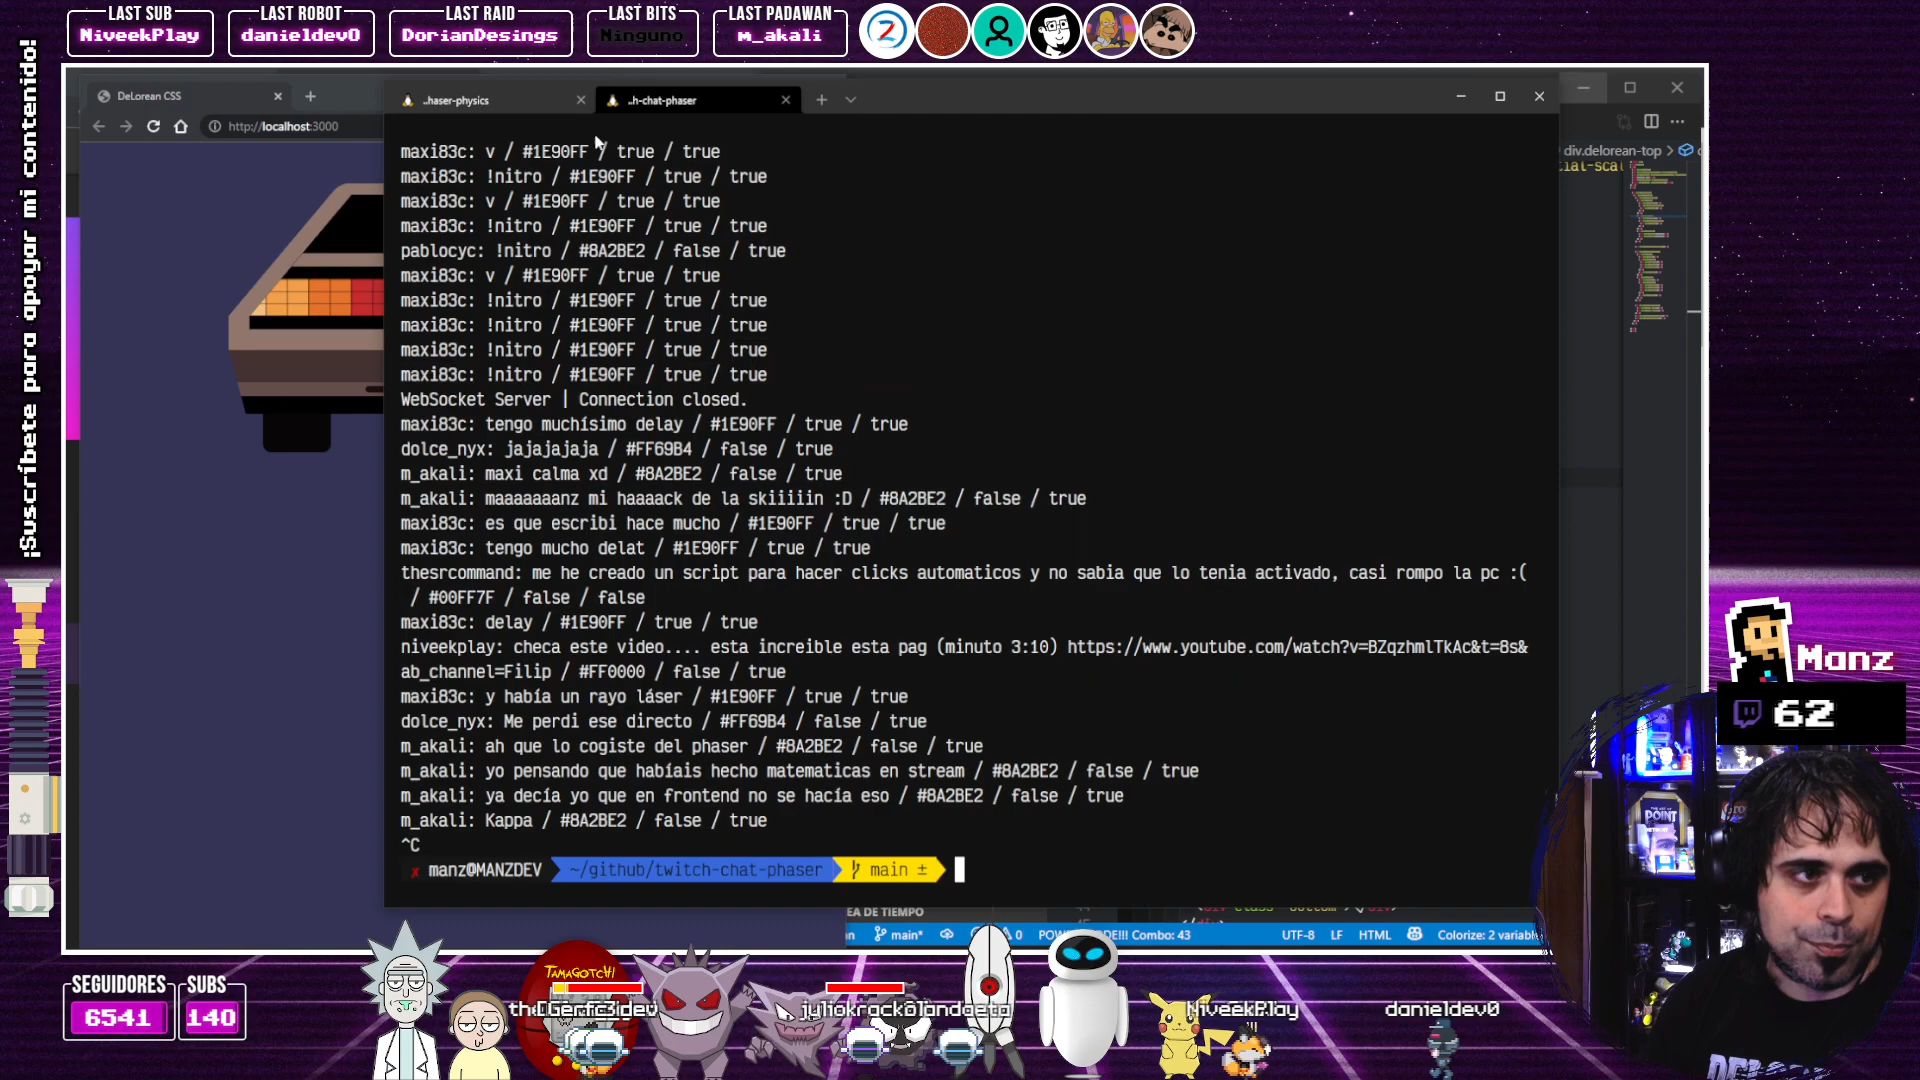 LAST SUB
NiveekPlay
LAST ROBOT
danieldev0
LAST RAID
DorianDesings
LAST BITS
Ninguno
LAST PADAWAN
m_akali
¡Suscríbete para apoyar mi contenido!
DeLorean CSS
http://localhost:3000
..haser-physics
..h-chat-phaser
div.delorean-top
tial-scal
maxi83c: v / #1E90FF / true / true
maxi83c: !nitro / #1E90FF / true / true
maxi83c: v / #1E90FF / true / true
maxi83c: !nitro / #1E90FF / true / true
pablocyc: !nitro / #8A2BE2 / false / true
maxi83c: v / #1E90FF / true / true
maxi83c: !nitro / #1E90FF / true / true
maxi83c: !nitro / #1E90FF / true / true
maxi83c: !nitro / #1E90FF / true / true
maxi83c: !nitro / #1E90FF / true / true
WebSocket Server | Connection closed.
maxi83c: tengo muchísimo delay / #1E90FF / true / true
dolce_nyx: jajajajaja / #FF69B4 / false / true
m_akali: maxi calma xd / #8A2BE2 / false / true
m_akali: maaaaaaanz mi haaaack de la skiiiiin :D / #8A2BE2 / false / true
maxi83c: es que escribi hace mucho / #1E90FF / true / true
maxi83c: tengo mucho delat / #1E90FF / true / true
thesrcommand: me he creado un script para hacer clicks automaticos y no sabia que lo tenia activado, casi rompo la pc :(
/ #00FF7F / false / false
maxi83c: delay / #1E90FF / true / true
niveekplay: checa este video.... esta increible esta pag (minuto 3:10) https://www.youtube.com/watch?v=BZqzhmlTkAc&t=8s&
ab_channel=Filip / #FF0000 / false / true
maxi83c: y había un rayo láser / #1E90FF / true / true
dolce_nyx: Me perdi ese directo / #FF69B4 / false / true
m_akali: ah que lo cogiste del phaser / #8A2BE2 / false / true
m_akali: yo pensando que habíais hecho matematicas en stream / #8A2BE2 / false / true
m_akali: ya decía yo que en frontend no se hacía eso / #8A2BE2 / false / true
m_akali: Kappa / #8A2BE2 / false / true
^C
✗ manz@MANZDEV ~/github/twitch-chat-phaser main ±
EA DE TIEMPO
main*
0
Combo: 43
UTF-8
LF
HTML
Colorize: 2 variabl
Manz
62
SEGUIDORES
6541
SUBS
140
TAMAGOTCHI
NiveekPlay
danieldev0